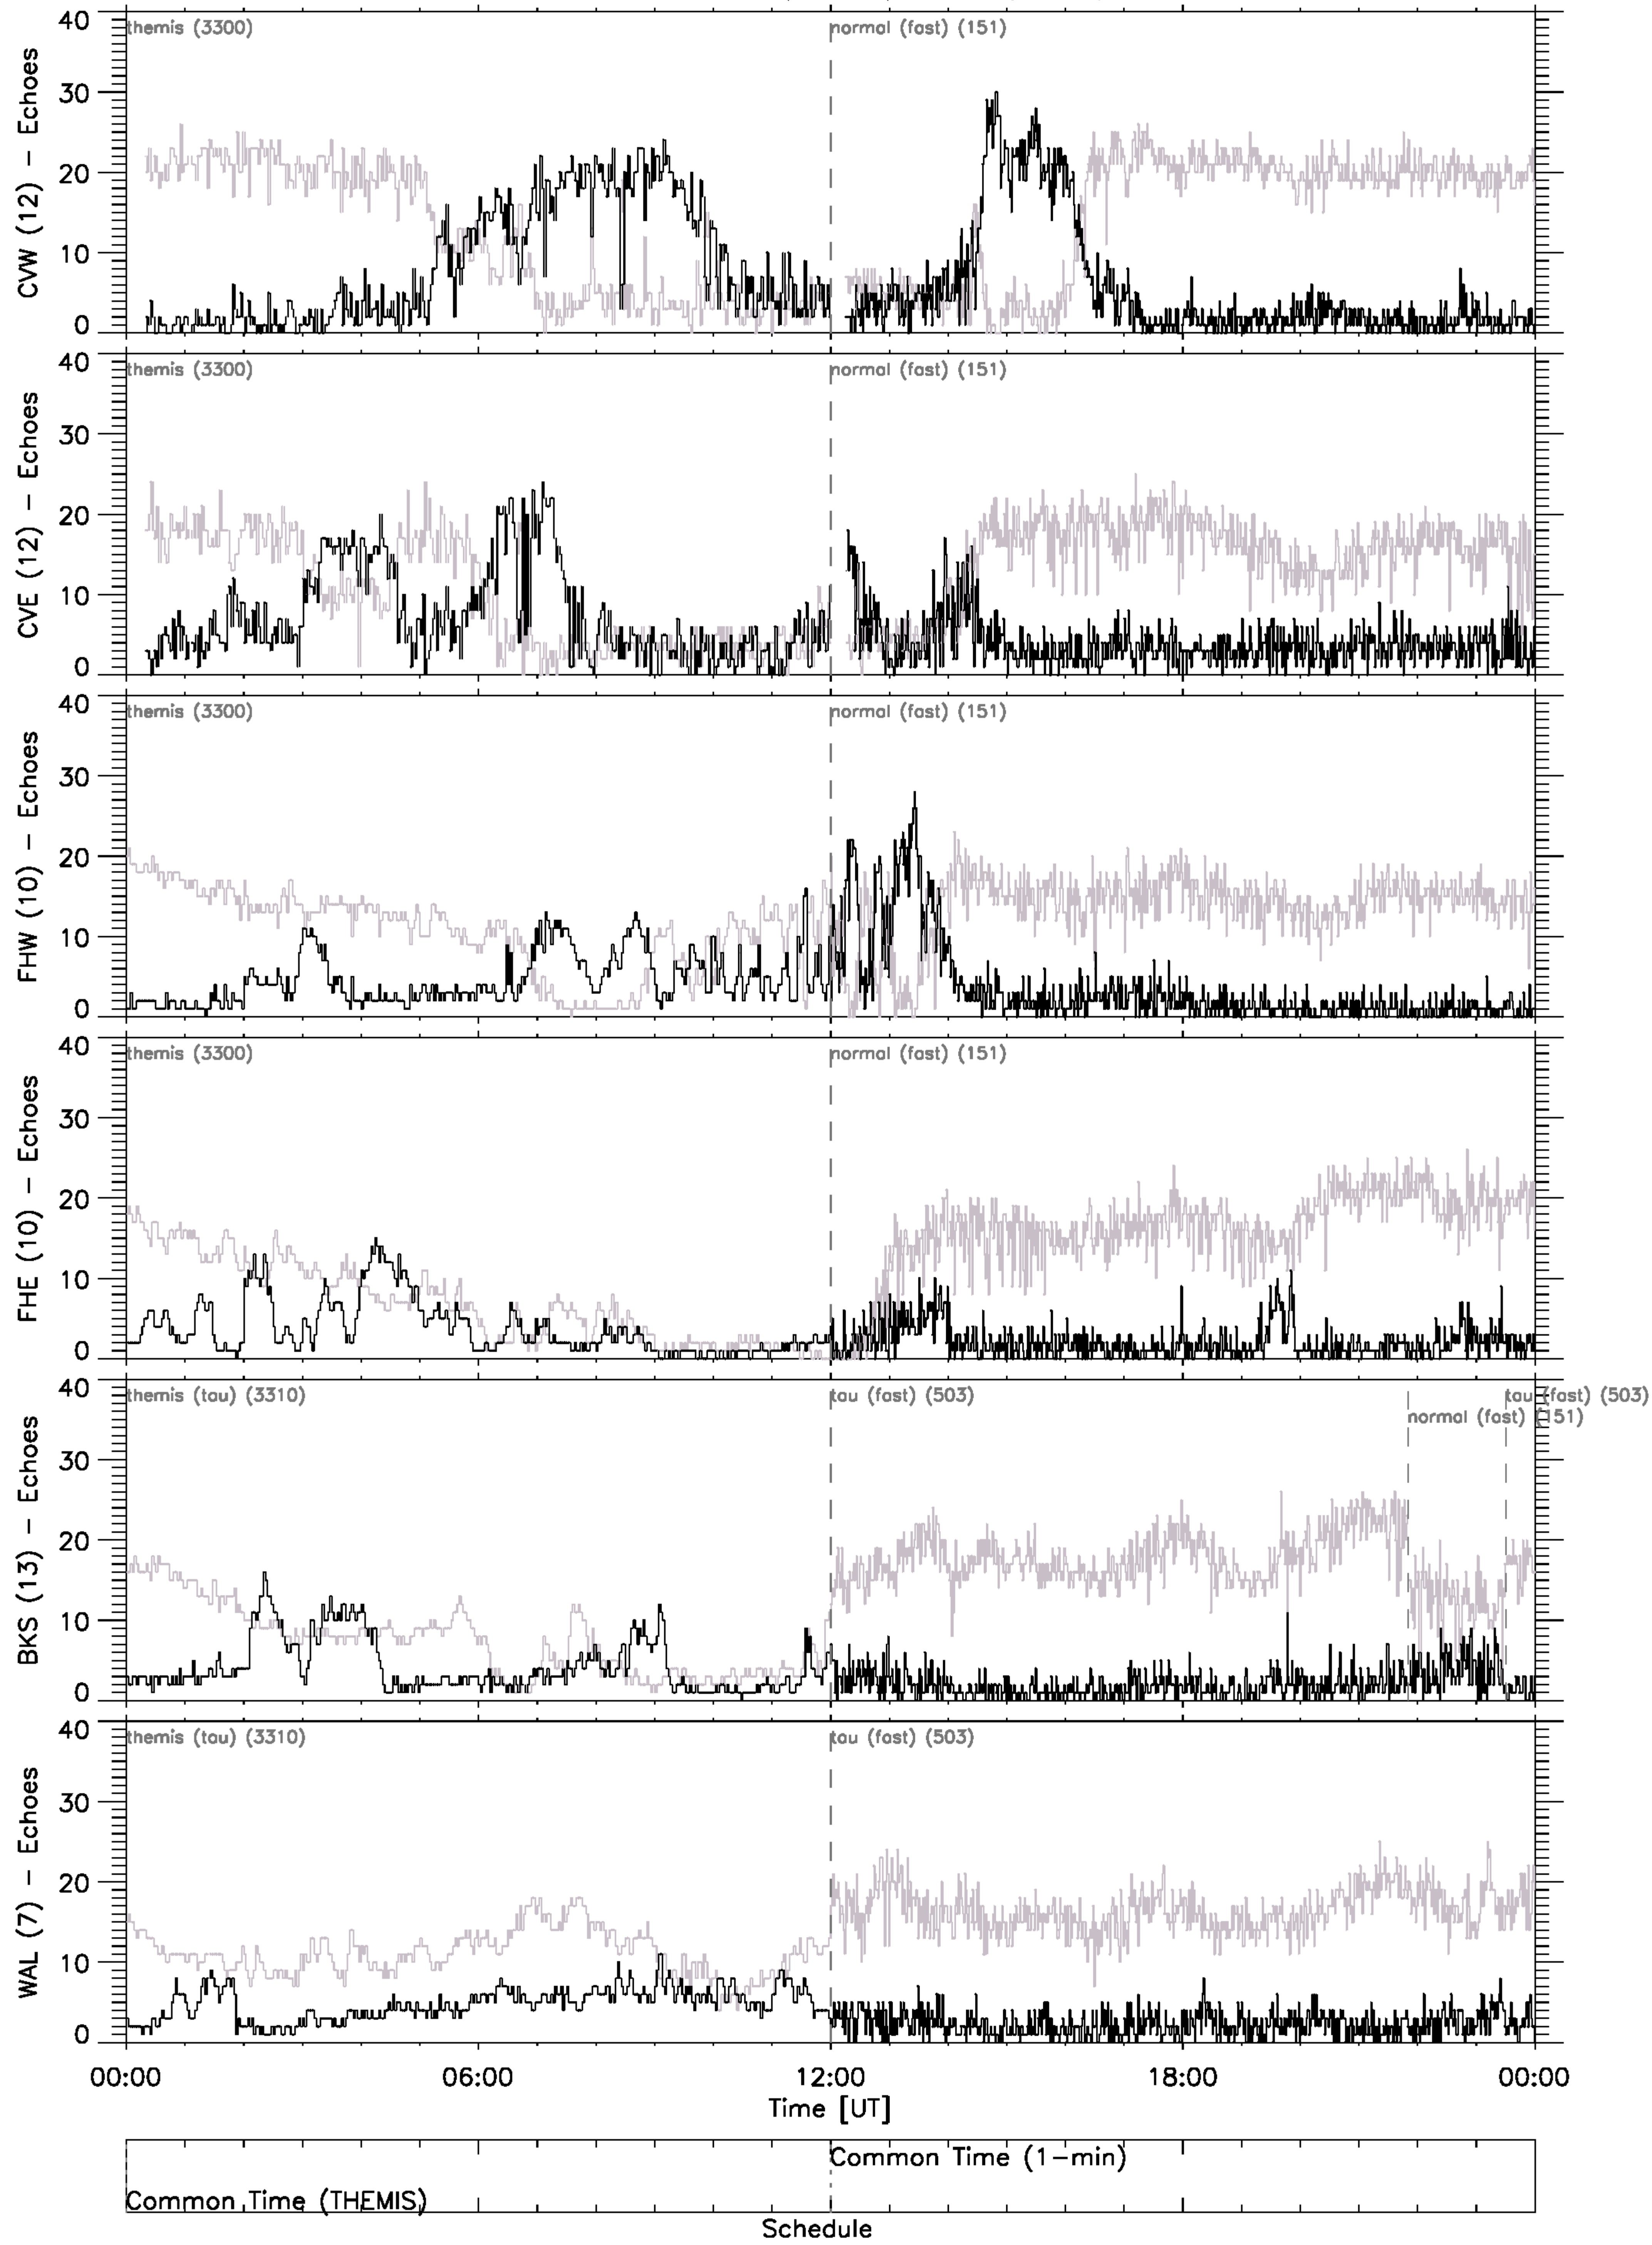 themis (3300) normal (fast) (151)
40
30
20
10
0
CVW (12) - Echoes
themis (3300) normal (fast) (151)
40
30
20
10
0
CVE (12) - Echoes
themis (3300) normal (fast) (151)
40
30
20
10
0
FHW (10) - Echoes
themis (3300) normal (fast) (151)
40
30
20
10
0
FHE (10) - Echoes
themis (tau) (3310) tau (fast) (503) tau (fast) (503)
normal (fast) (151)
40
30
20
10
0
BKS (13) - Echoes
themis (tau) (3310) tau (fast) (503)
40
30
20
10
0
WAL (7) - Echoes
00:00 06:00 12:00 18:00 00:00
Time [UT]
Common Time (1-min)
Common Time (THEMIS)
Schedule